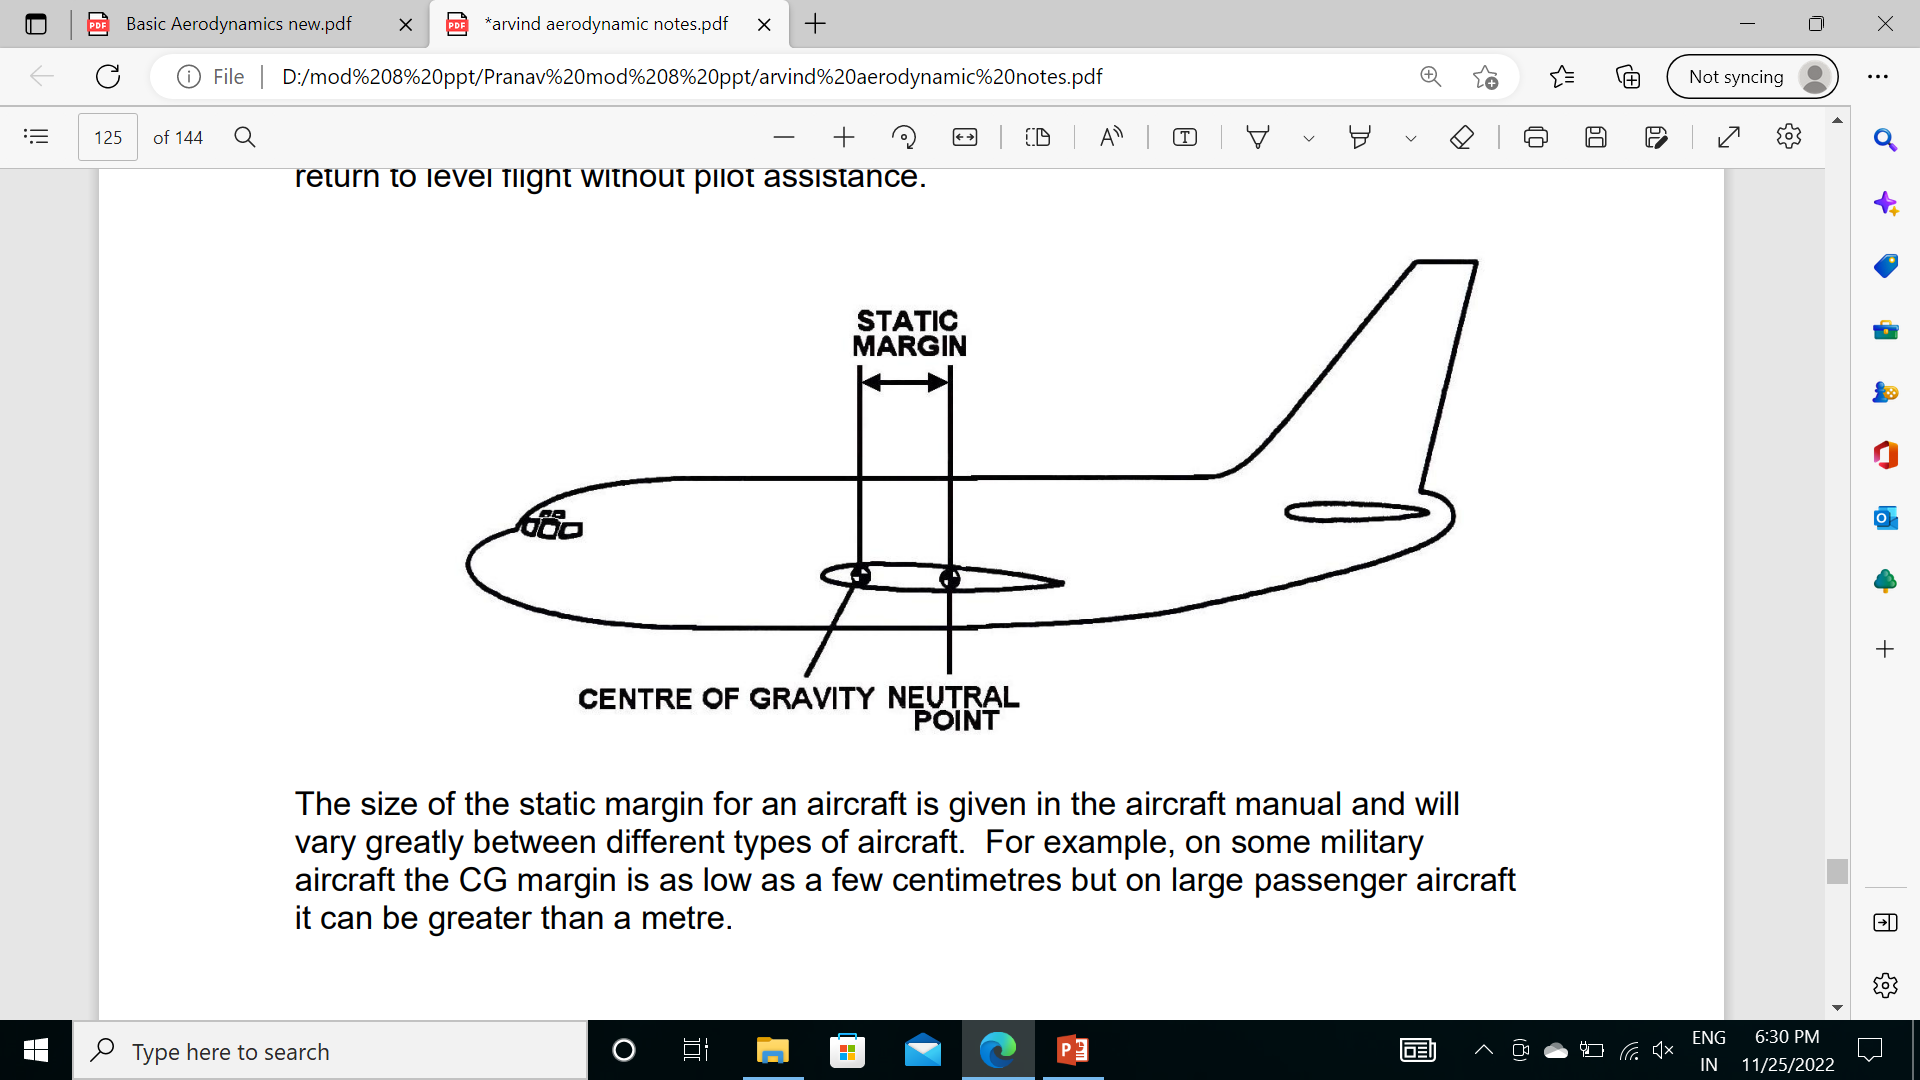 Basic Aerodynamics new.pdf
*arvind aerodynamic notes.pdf
File
D:/mod%208%20ppt/Pranav%20mod%208%20ppt/arvind%20aerodynamic%20notes.pdf
Not syncing
125 of 144
return to level flight without pilot assistance.
STATIC
MARGIN
CENTRE OF GRAVITY
NEUTRAL
POINT
The size of the static margin for an aircraft is given in the aircraft manual and will
vary greatly between different types of aircraft. For example, on some military
aircraft the CG margin is as low as a few centimetres but on large passenger aircraft
it can be greater than a metre.
Type here to search
ENG
IN
6:30 PM
11/25/2022